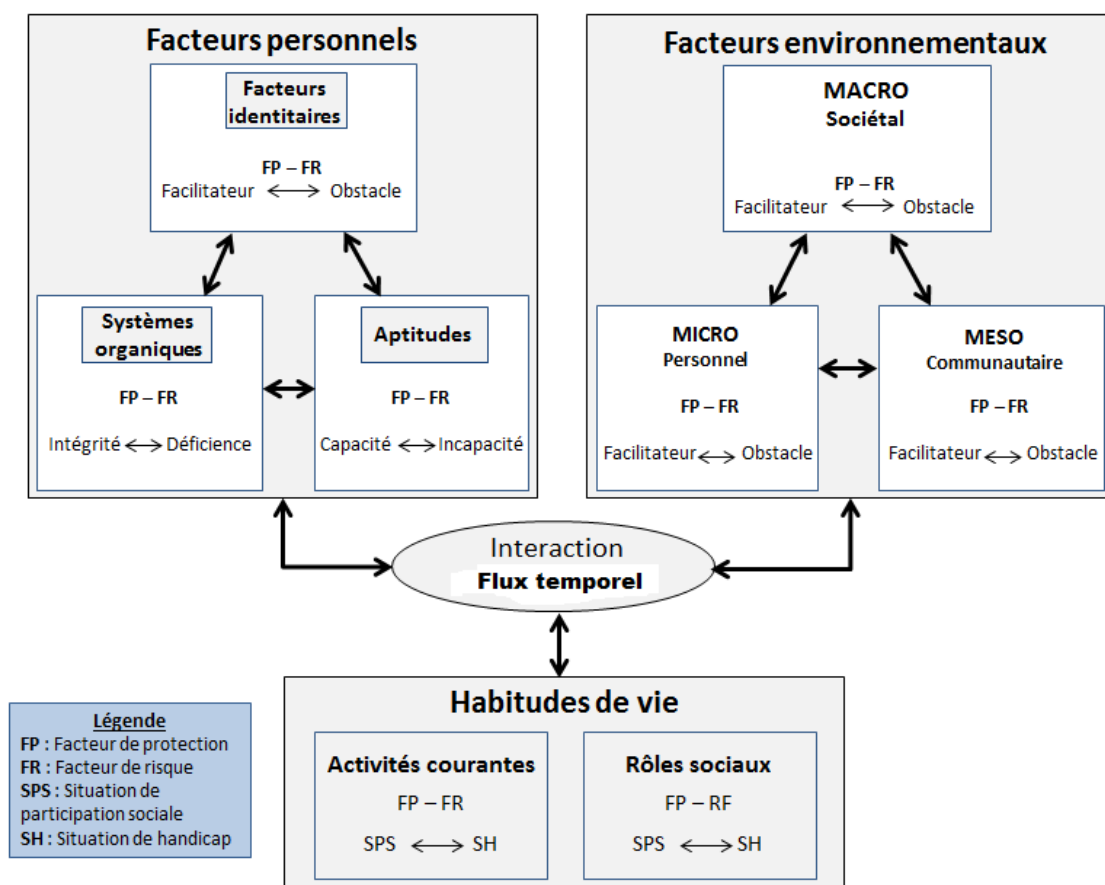 Facteurs personnels
Facteurs
identitaires
FP – FR
Facilitateur Obstacle
Systèmes
organiques
FP – FR
Intégrité Déficience
Aptitudes
FP – FR
Capacité Incapacité
Facteurs environnementaux
MACRO
Sociétal
FP – FR
Facilitateur Obstacle
MICRO
Personnel
FP – FR
Facilitateur Obstacle
MESO
Communautaire
FP – FR
Facilitateur Obstacle
Interaction
Flux temporel
Habitudes de vie
Activités courantes
FP – FR
SPS SH
Rôles sociaux
FP – RF
SPS SH
Légende
FP : Facteur de protection
FR : Facteur de risque
SPS : Situation de
participation sociale
SH : Situation de handicap